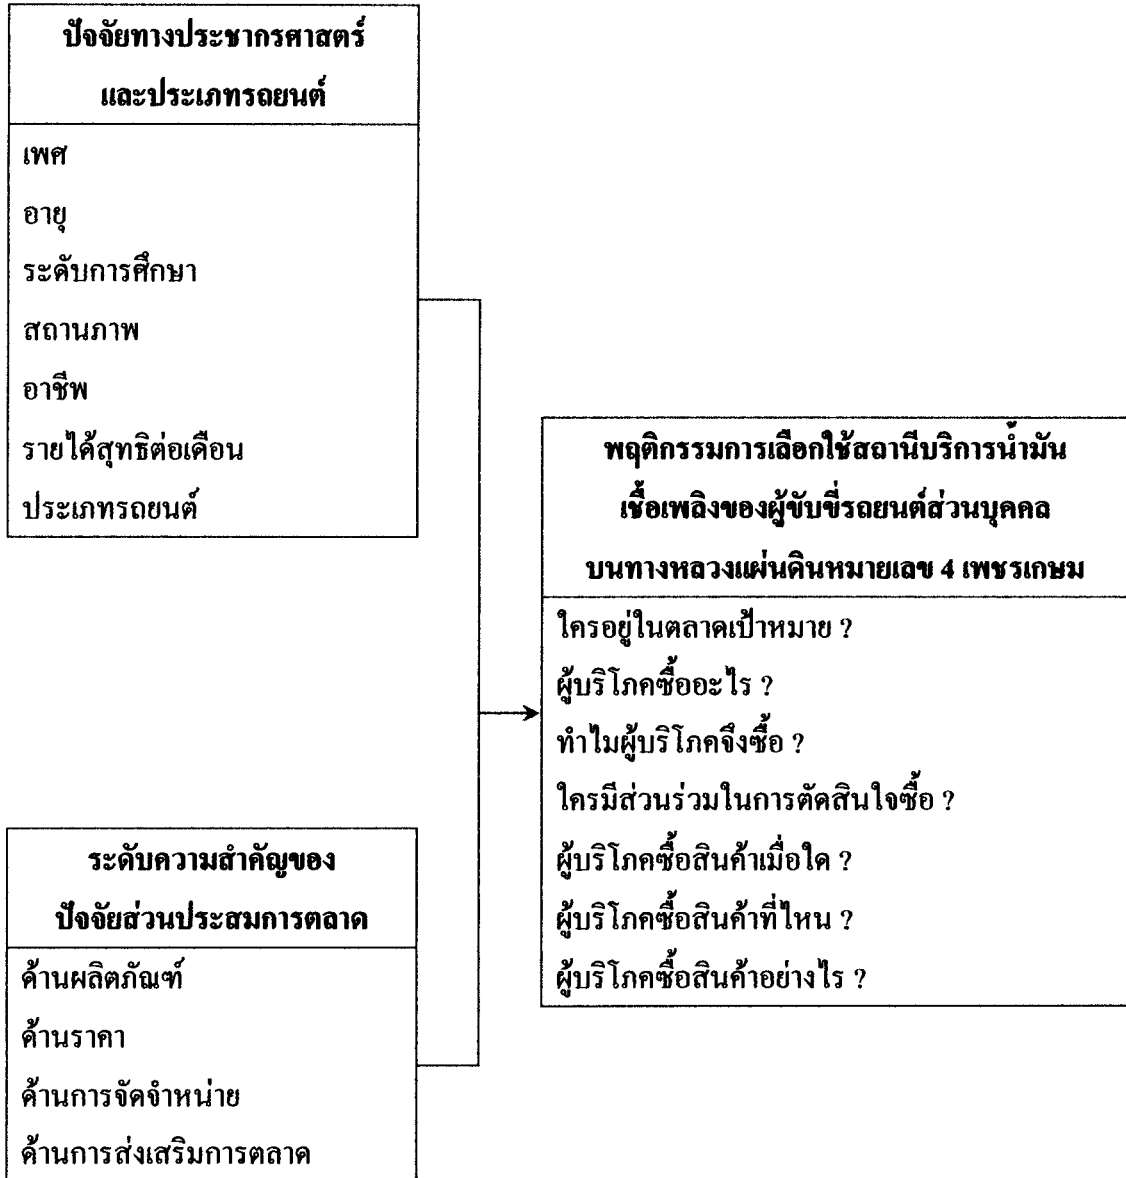 ปัจจัยทางประชากรศาสตร์
และประเภทรถยนต์
เพศ
อายุ
ระดับการศึกษา
สถานภาพ
อาชีพ
รายได้สุทธิต่อเดือน
ประเภทรถยนต์
พฤติกรรมการเลือกใช้สถานีบริการน้ำมัน
เชื้อเพลิงของผู้ขับขี่รถยนต์ส่วนบุคคล
บนทางหลวงแผ่นดินหมายเลข 4 เพชรเกษม
ใครอยู่ในตลาดเป้าหมาย ?
ผู้บริโภคซื้ออะไร ?
ทำไมผู้บริโภคจึงซื้อ ?
ใครมีส่วนร่วมในการตัดสินใจซื้อ ?
ผู้บริโภคซื้อสินค้าเมื่อใด ?
ผู้บริโภคซื้อสินค้าที่ไหน ?
ผู้บริโภคซื้อสินค้าอย่างไร ?
ระดับความสำคัญของ
ปัจจัยส่วนประสมการตลาด
ด้านผลิตภัณฑ์
ด้านราคา
ด้านการจัดจำหน่าย
ด้านการส่งเสริมการตลาด